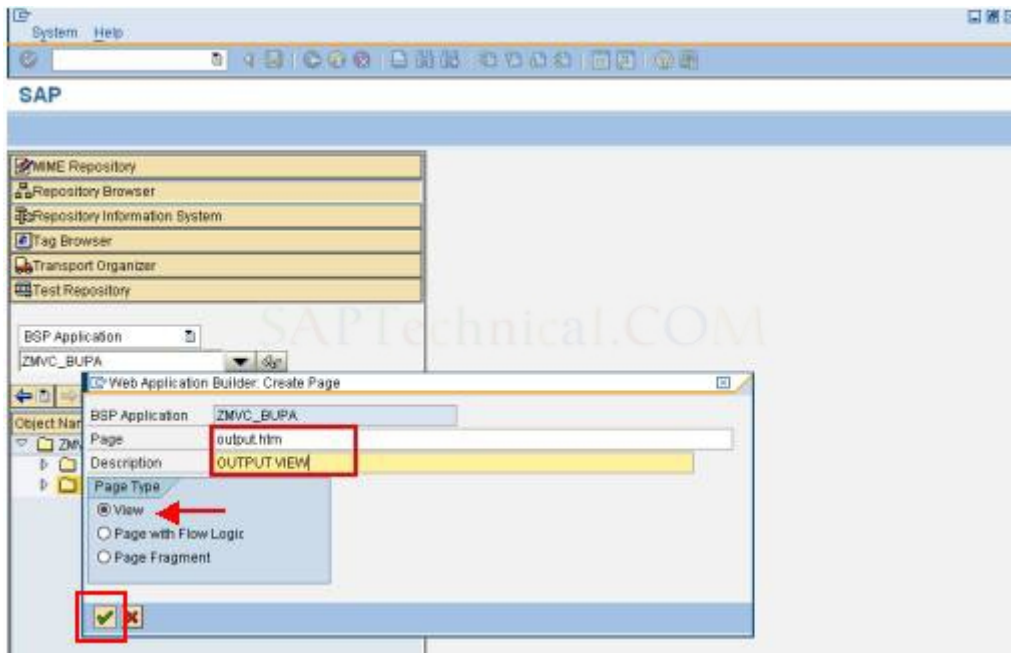 System Help
SAP
MIME Repository
Repository Browser
Repository Information System
Tag Browser
Transport Organizer
Test Repository
SAPTechnical.COM
BSP Application
ZMVC_BUPA
Web Application Builder: Create Page
Object Nam
BSP Application ZMVC_BUPA
Page output.htm
ZMV
Description OUTPUT VIEW
Page Type
View
Page with Flow Logic
Page Fragment